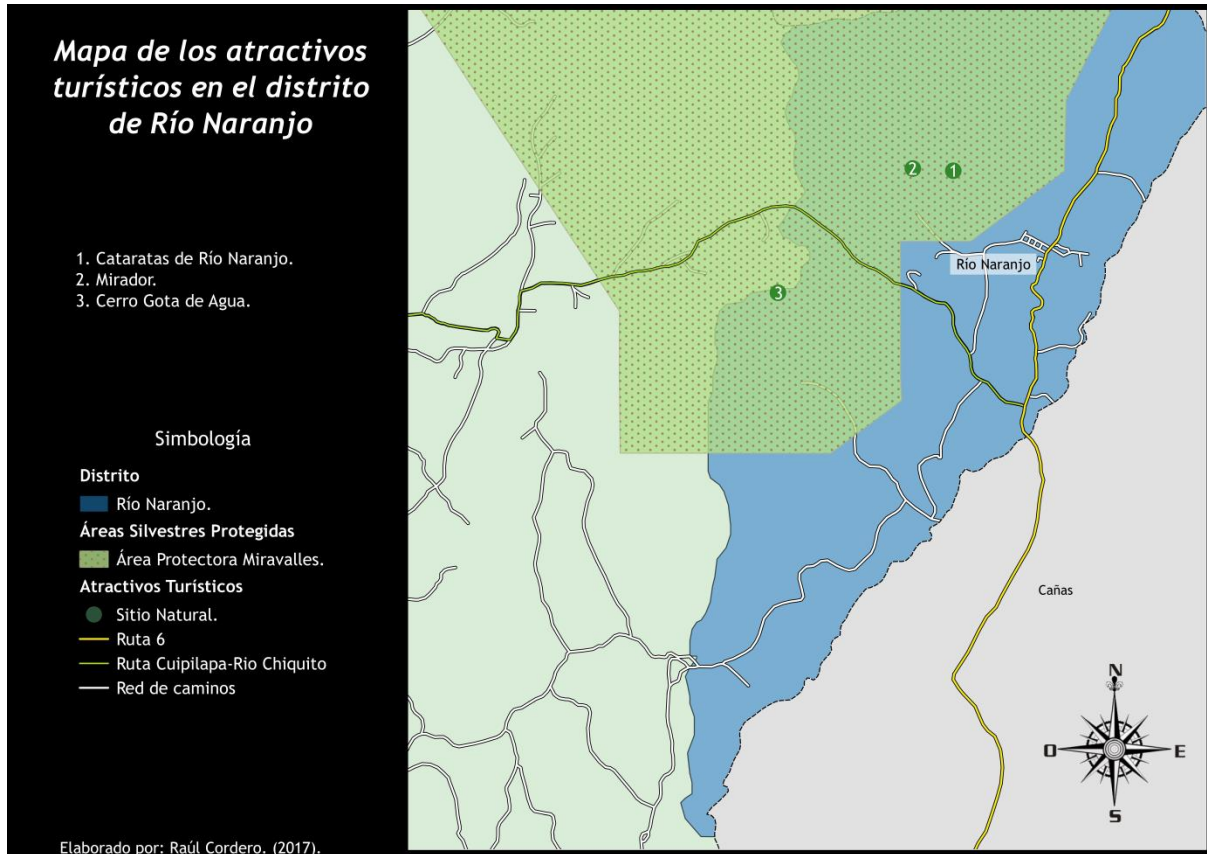 Mapa de los atractivos
turísticos en el distrito
de Río Naranjo
1. Cataratas de Río Naranjo.
2. Mirador.
3. Cerro Gota de Agua.
Simbología
Distrito
Río Naranjo.
Áreas Silvestres Protegidas
Área Protectora Miravalles.
Atractivos Turísticos
Sitio Natural.
Ruta 6
Ruta Cuipilapa-Rio Chiquito
Red de caminos
Elaborado por: Raúl Cordero. (2017).
2
1
Río Naranjo
3
Cañas
N
O
E
S